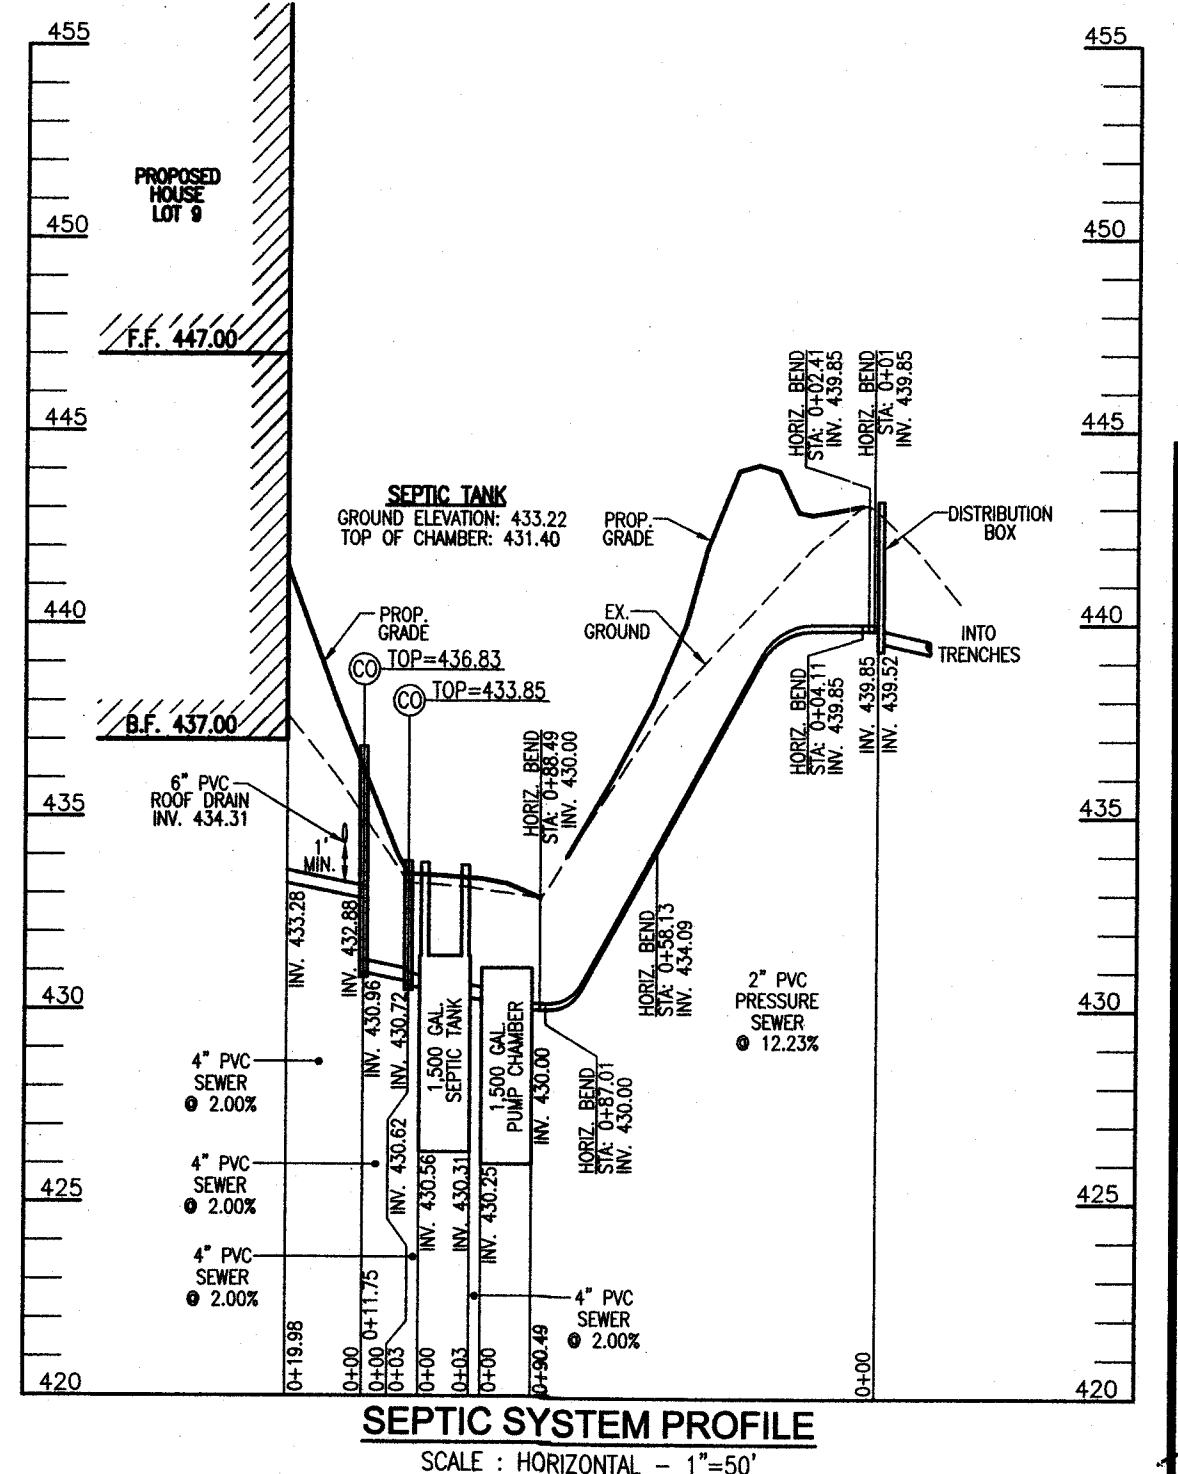 455
455
PROPOSED
HOUSE
LOT 9
450
450
F.F. 447.00
HORIZ. BEND
STA: 0+02.41
INV. 439.85
HORIZ. BEND
STA: 0+01
INV. 439.85
445
445
SEPTIC TANK
GROUND ELEVATION: 433.22
TOP OF CHAMBER: 431.40
PROP.
GRADE
DISTRIBUTION
BOX
440
440
PROP.
GRADE
EX.
GROUND
INTO
TRENCHES
CO TOP=436.83
CO TOP=433.85
HORIZ. BEND
STA: 0+04.11
INV. 439.85
INV. 439.85
INV. 439.52
B.F. 437.00
HORIZ. BEND
STA: 0+88.49
INV. 430.00
6" PVC
ROOF DRAIN
INV. 434.31
435
435
1'
MIN.
INV. 433.28
INV. 432.88
INV. 430.96
INV. 430.72
HORIZ. BEND
STA: 0+58.13
INV. 434.09
430
430
2" PVC
PRESSURE
SEWER
@ 12.23%
1,500 GAL.
SEPTIC TANK
1,500 GAL.
PUMP CHAMBER
INV. 430.00
HORIZ. BEND
STA: 0+87.01
INV. 430.00
4" PVC
SEWER
@ 2.00%
INV. 430.62
INV. 430.56
INV. 430.31
INV. 430.25
4" PVC
SEWER
@ 2.00%
425
425
4" PVC
SEWER
@ 2.00%
4" PVC
SEWER
@ 2.00%
0+19.98
0+00
0+11.75
0+00
0+03
0+00
0+03
0+00
0+90.49
0+00
420
420
SEPTIC SYSTEM PROFILE
SCALE : HORIZONTAL - 1"=50'